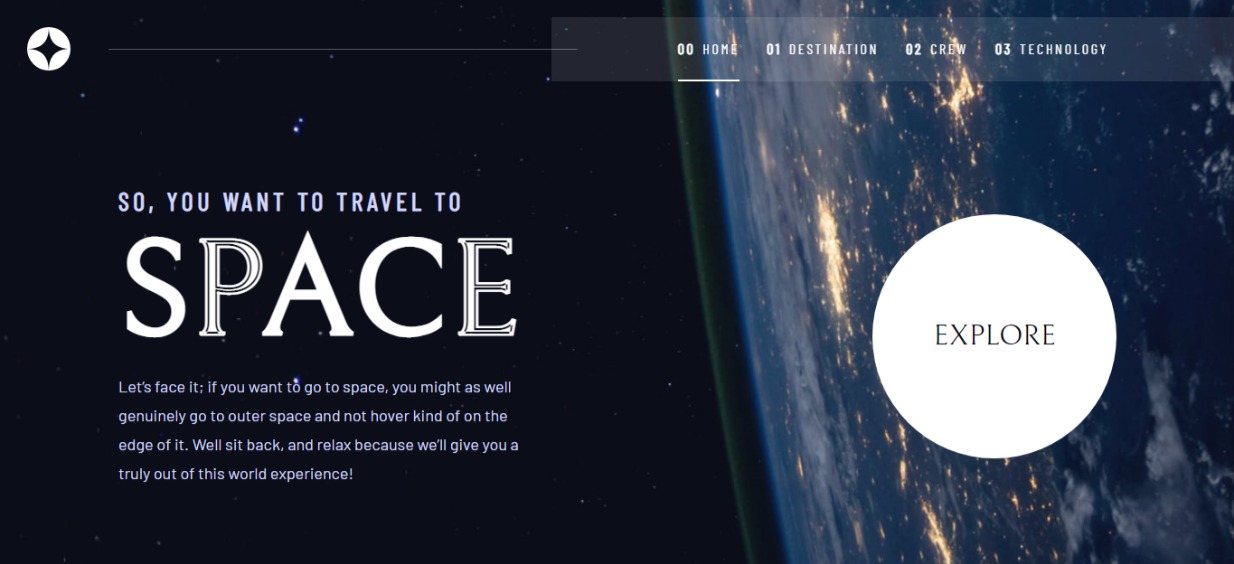 00 HOME 01 DESTINATION 02 CREW 03 TECHNOLOGY
SO, YOU WANT TO TRAVEL TO
SPACE
Let’s face it; if you want to go to space, you might as well
genuinely go to outer space and not hover kind of on the
edge of it. Well sit back, and relax because we’ll give you a
truly out of this world experience!
EXPLORE